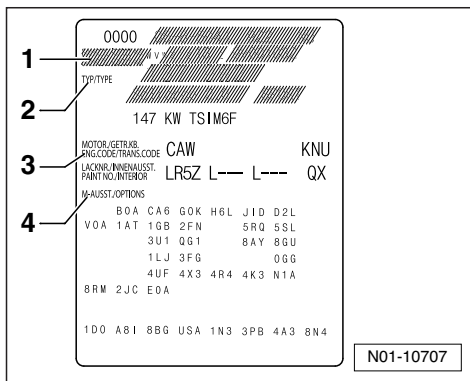 0000
1
WV
TYP/TYPE
2
147 KW TSIM6F
MOTOR./GETR.KB.
3
ENG.CODE/TRANS.CODE CAW KNU
LACKNR./INNENAUSST.
PAINT NO./INTERIOR LR5Z L--- L--- QX
M-AUSST./OPTIONS
4
B0A CA6 G0K H6L J1D D2L
V0A 1AT 1GB 2FN 5RQ 5SL
3U1 QG1 8AY 8GU
1LJ 3FG 0GG
4UF 4X3 4R4 4K3 N1A
8RM 2JC E0A
1D0 A8I 8BG USA 1N3 3PB 4A3 8N4
N01-10707